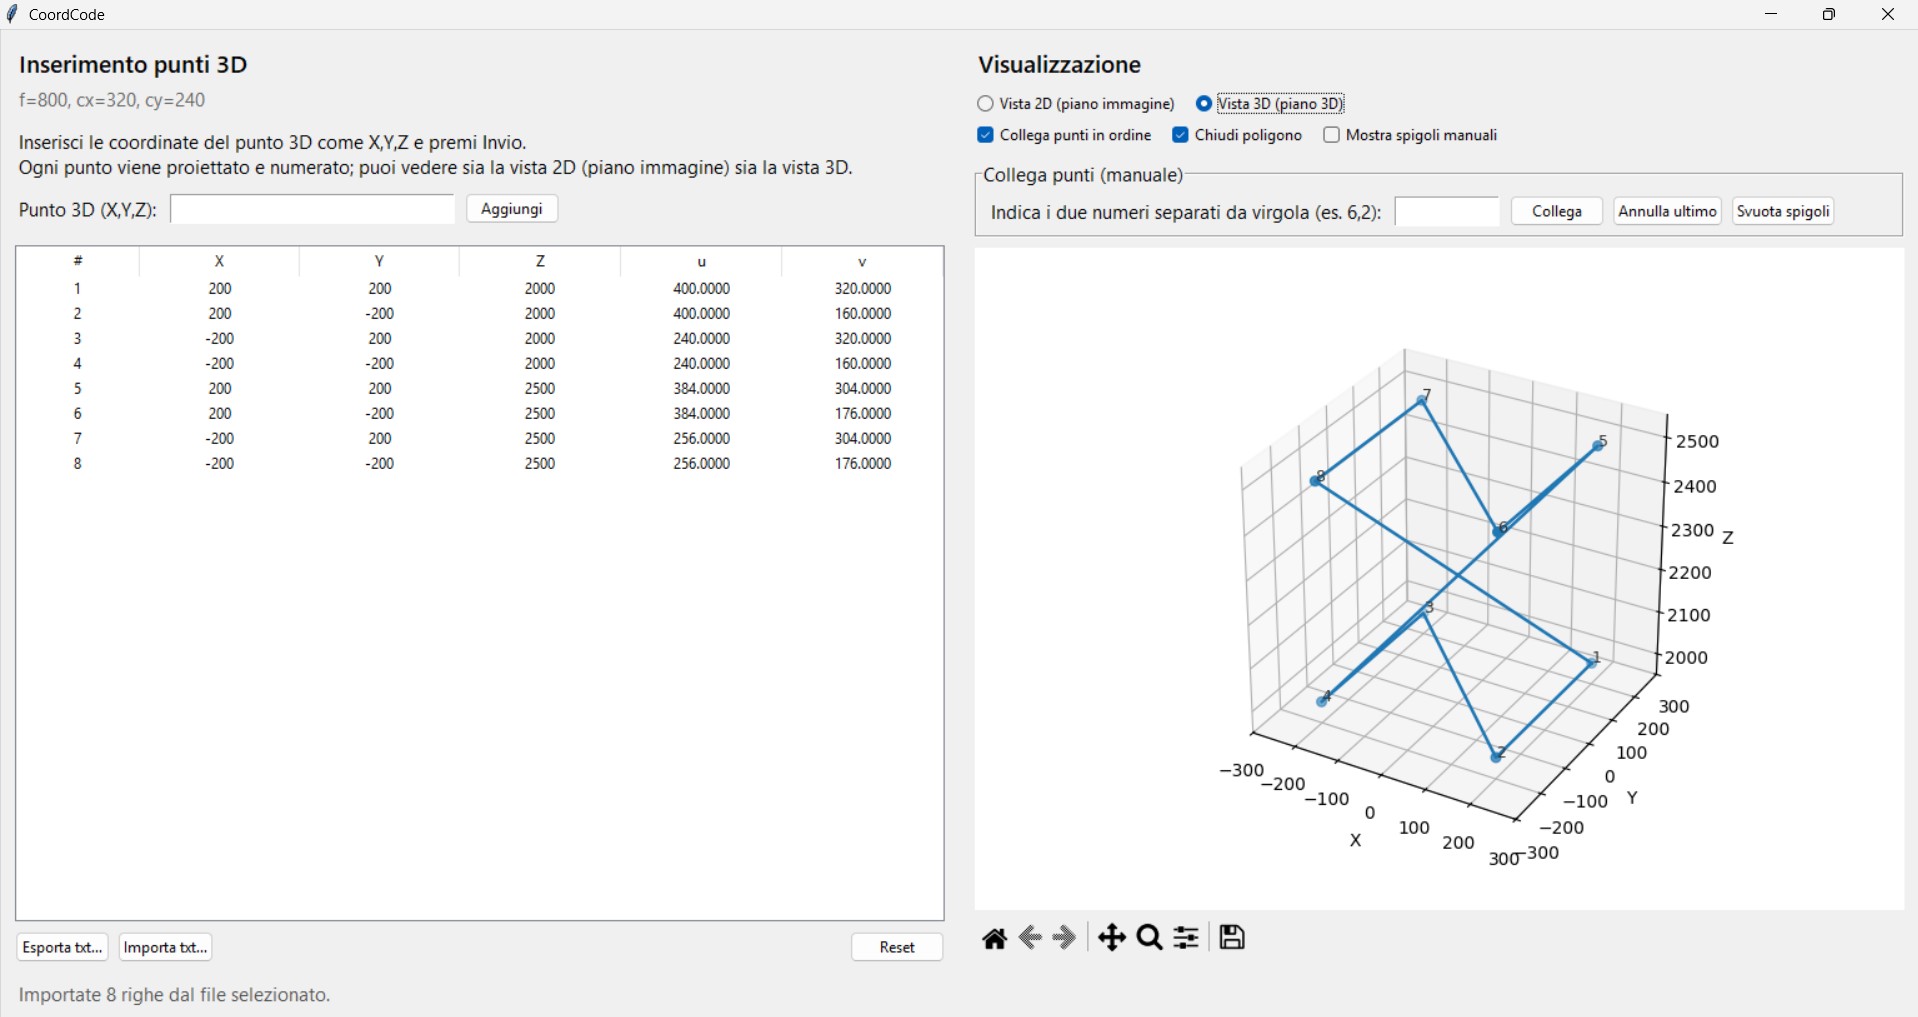 CoordCode
Inserimento punti 3D
f=800, cx=320, cy=240
Inserisci le coordinate del punto 3D come X,Y,Z e premi Invio.
Ogni punto viene proiettato e numerato; puoi vedere sia la vista 2D (piano immagine) sia la vista 3D.
Punto 3D (X,Y,Z): Aggiungi
# X Y Z u v
1 200 200 2000 400.0000 320.0000
2 200 -200 2000 400.0000 160.0000
3 -200 200 2000 240.0000 320.0000
4 -200 -200 2000 240.0000 160.0000
5 200 200 2500 384.0000 304.0000
6 200 -200 2500 384.0000 176.0000
7 -200 200 2500 256.0000 304.0000
8 -200 -200 2500 256.0000 176.0000
Esporta txt... Importa txt... Reset
Importate 8 righe dal file selezionato.
Visualizzazione
Vista 2D (piano immagine) Vista 3D (piano 3D)
Collega punti in ordine Chiudi poligono Mostra spigoli manuali
Collega punti (manuale)
Indica i due numeri separati da virgola (es. 6,2): Collega Annulla ultimo Svuota spigoli
7
5
8
6
3
1
4
2
2500
2400
2300
2200
2100
2000
Z
300
200
100
0
−100
−200
−300
Y
−300
−200
−100
0
100
200
300
X